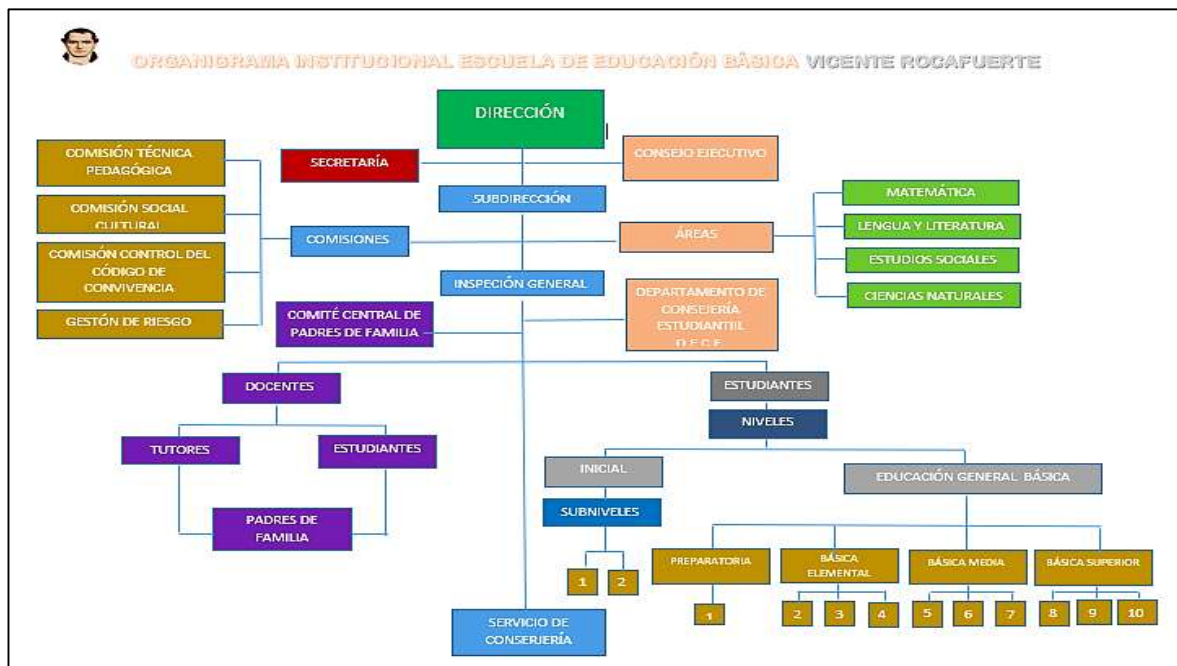 ORGANIGRAMA INSTITUCIONAL ESCUELA DE EDUCACIÓN BÁSICA VICENTE ROCAFUERTE
DIRECCIÓN
SECRETARÍA
CONSEJO EJECUTIVO
SUBDIRECCIÓN
COMISIÓN TÉCNICA
PEDAGÓGICA
COMISIÓN SOCIAL
CULTURAL
COMISIÓN CONTROL DEL
CÓDIGO DE
CONVIVENCIA
GESTIÓN DE RIESGO
COMISIONES
ÁREAS
MATEMÁTICA
LENGUA Y LITERATURA
ESTUDIOS SOCIALES
CIENCIAS NATURALES
INSPECIÓN GENERAL
COMITÉ CENTRAL DE
PADRES DE FAMILIA
DEPARTAMENTO DE
CONSEJERÍA
ESTUDIANTIIL
D.E.C.E.
DOCENTES
TUTORES
ESTUDIANTES
PADRES DE
FAMILIA
ESTUDIANTES
NIVELES
INICIAL
SUBNIVELES
1
2
EDUCACIÓN GENERAL BÁSICA
PREPARATORIA
1
BÁSICA
ELEMENTAL
2
3
4
BÁSICA MEDIA
5
6
7
BÁSICA SUPERIOR
8
9
10
SERVICIO DE
CONSERJERÍA